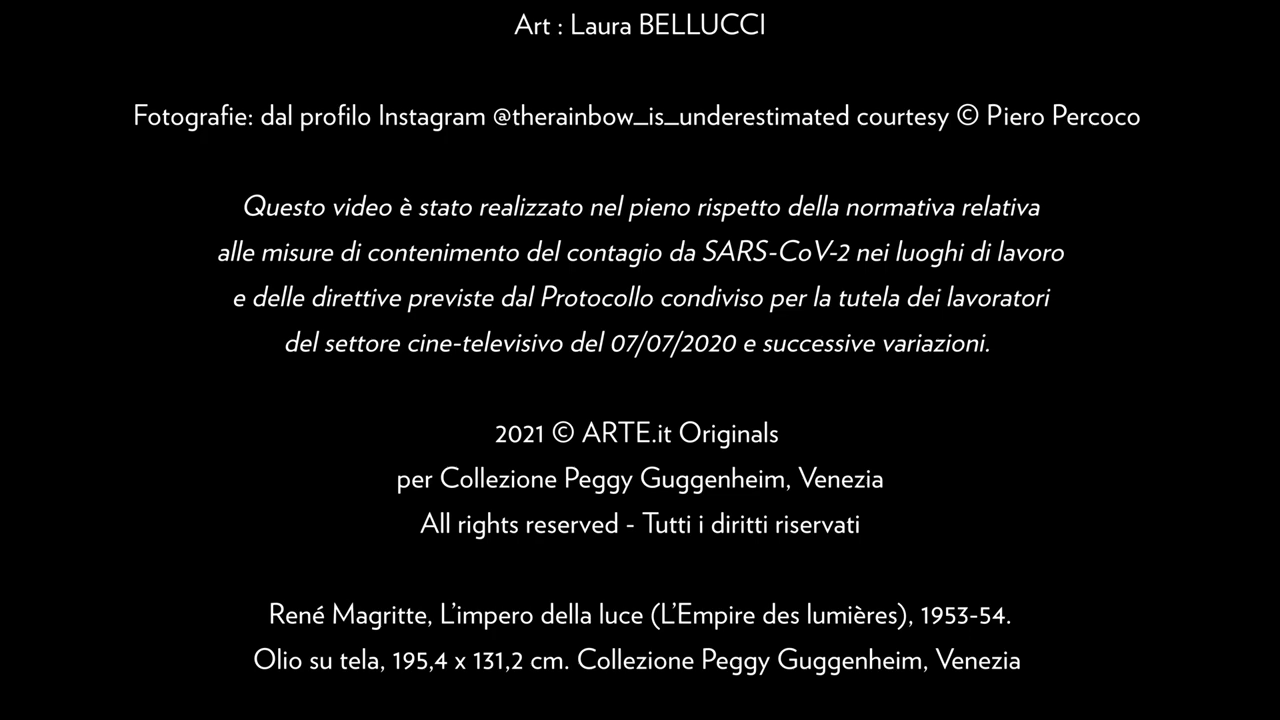 Art : Laura BELLUCCI
Fotografie: dal profilo Instagram @therainbow_is_underestimated courtesy © Piero Percoco
Questo video è stato realizzato nel pieno rispetto della normativa relativa
alle misure di contenimento del contagio da SARS-CoV-2 nei luoghi di lavoro
e delle direttive previste dal Protocollo condiviso per la tutela dei lavoratori
del settore cine-televisivo del 07/07/2020 e successive variazioni.
2021 © ARTE.it Originals
per Collezione Peggy Guggenheim, Venezia
All rights reserved - Tutti i diritti riservati
René Magritte, L’impero della luce (L’Empire des lumières), 1953-54.
Olio su tela, 195,4 x 131,2 cm. Collezione Peggy Guggenheim, Venezia